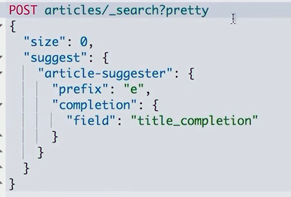 POST articles/_search?pretty
{
  "size": 0,
  "suggest": {
    "article-suggester": {
      "prefix": "e",
      "completion": {
        "field": "title_completion"
      }
    }
  }
}